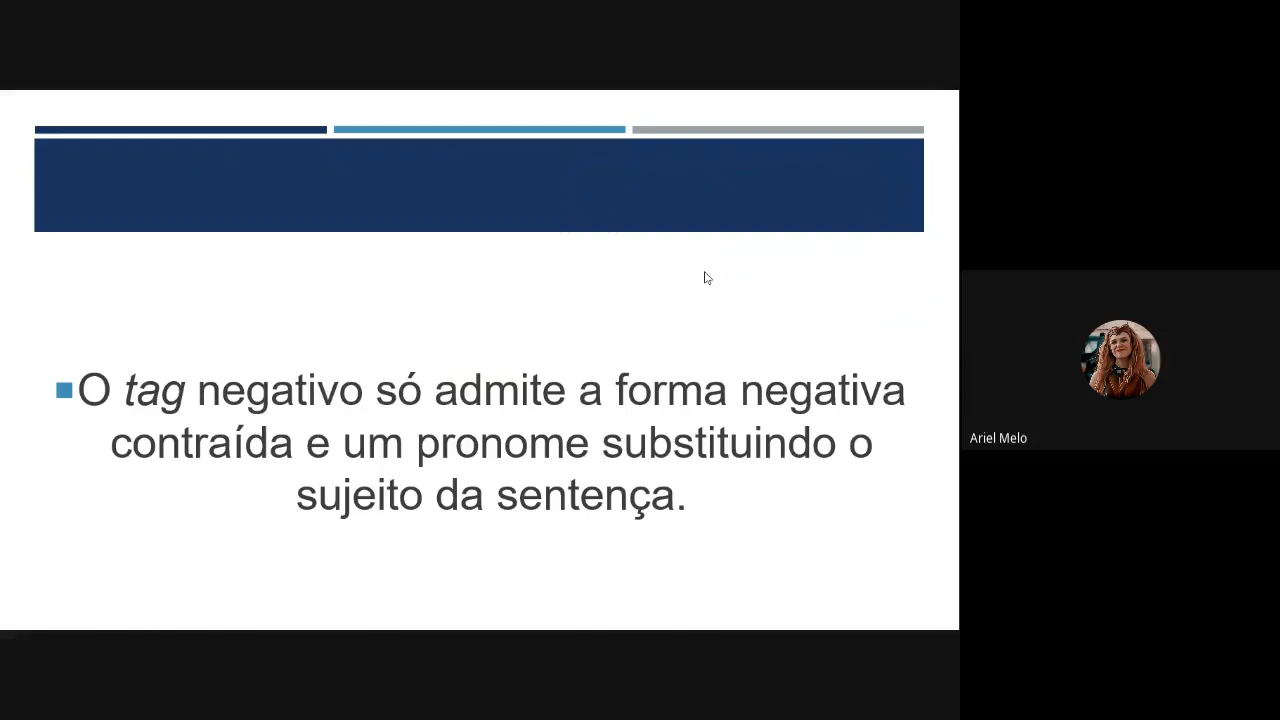 O tag negativo só admite a forma negativa
contraída e um pronome substituindo o
sujeito da sentença.
Ariel Melo